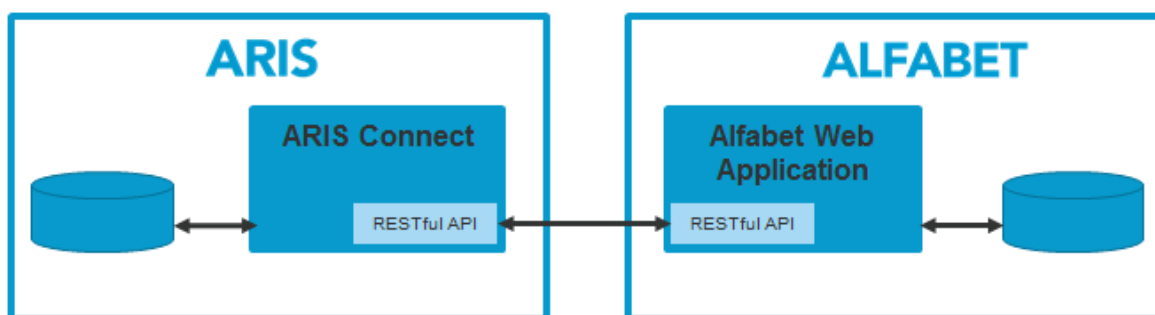 ARIS
ARIS Connect
RESTful API
ALFABET
Alfabet Web
Application
RESTful API